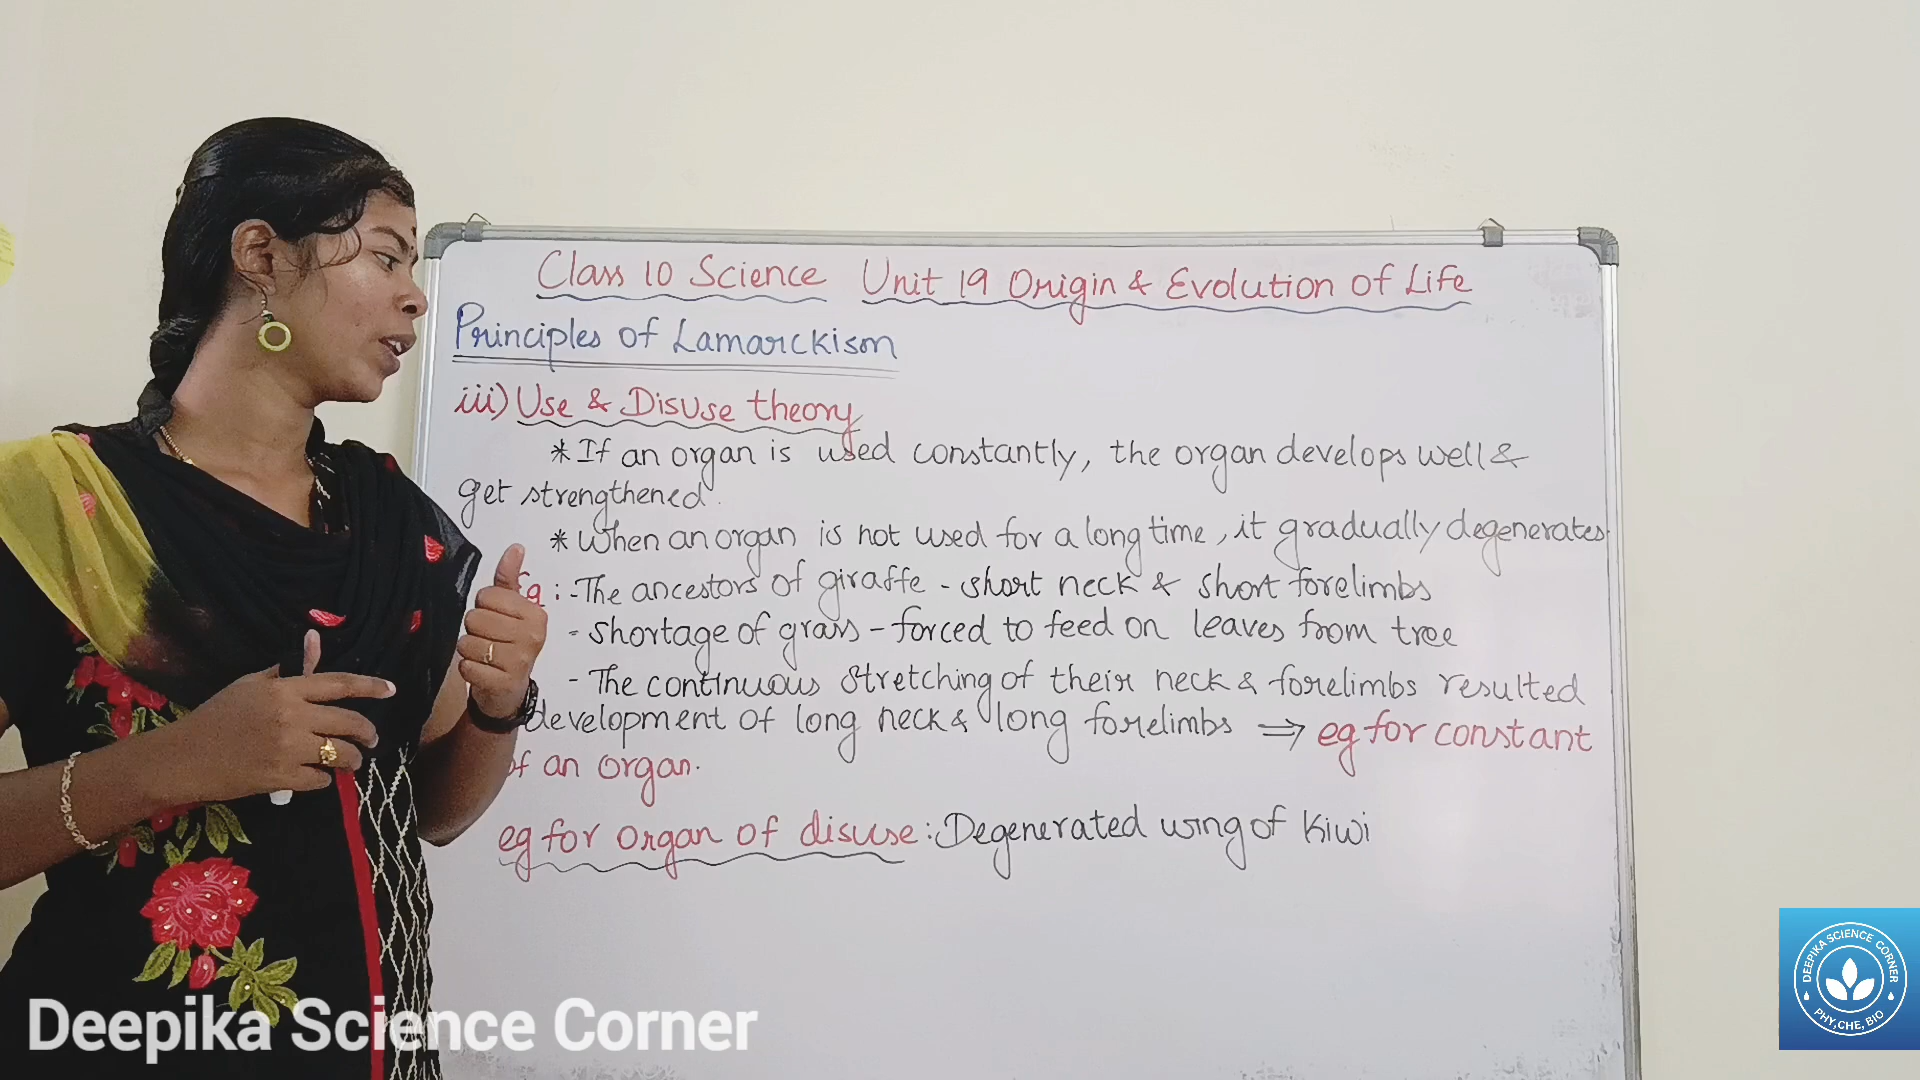 Class 10 Science Unit 19 Origin & Evolution of Life
Principles of Lamarckism
iii) Use & Disuse theory
* If an organ is used constantly, the organ develops well &
get strengthened.
* When an organ is not used for a long time, it gradually degenerates.
Eg: - The ancestors of giraffe - short neck & short forelimbs
- shortage of grass - forced to feed on leaves from tree
- The continuous stretching of their neck & forelimbs resulted
development of long neck & long forelimbs ⇒ eg for constant
of an organ.
eg for organ of disuse: Degenerated wing of Kiwi
Deepika Science Corner
DEEPIKA SCIENCE CORNER
PHY, CHE, BIO